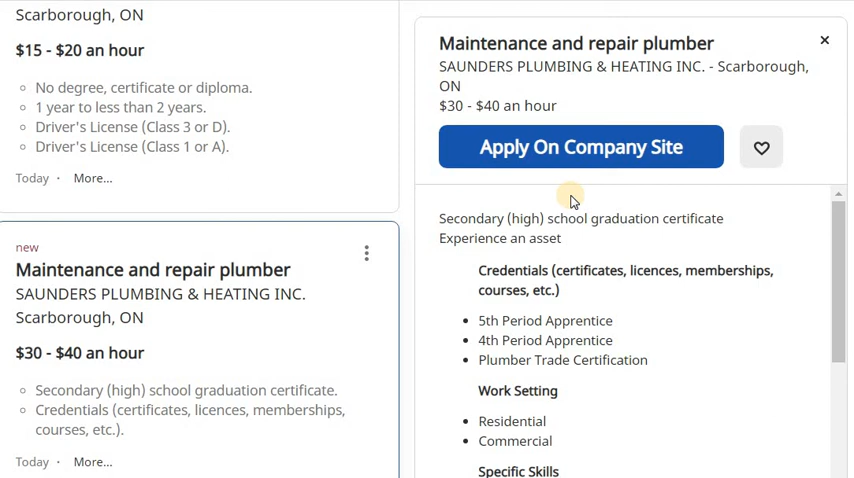 Scarborough, ON
$15 - $20 an hour
No degree, certificate or diploma.
1 year to less than 2 years.
Driver's License (Class 3 or D).
Driver's License (Class 1 or A).
Today · More...
new
Maintenance and repair plumber
SAUNDERS PLUMBING & HEATING INC.
Scarborough, ON
$30 - $40 an hour
Secondary (high) school graduation certificate.
Credentials (certificates, licences, memberships,
courses, etc.).
Today · More...
Maintenance and repair plumber
SAUNDERS PLUMBING & HEATING INC. - Scarborough,
ON
$30 - $40 an hour
Apply On Company Site
Secondary (high) school graduation certificate
Experience an asset
Credentials (certificates, licences, memberships,
courses, etc.)
5th Period Apprentice
4th Period Apprentice
Plumber Trade Certification
Work Setting
Residential
Commercial
Specific Skills